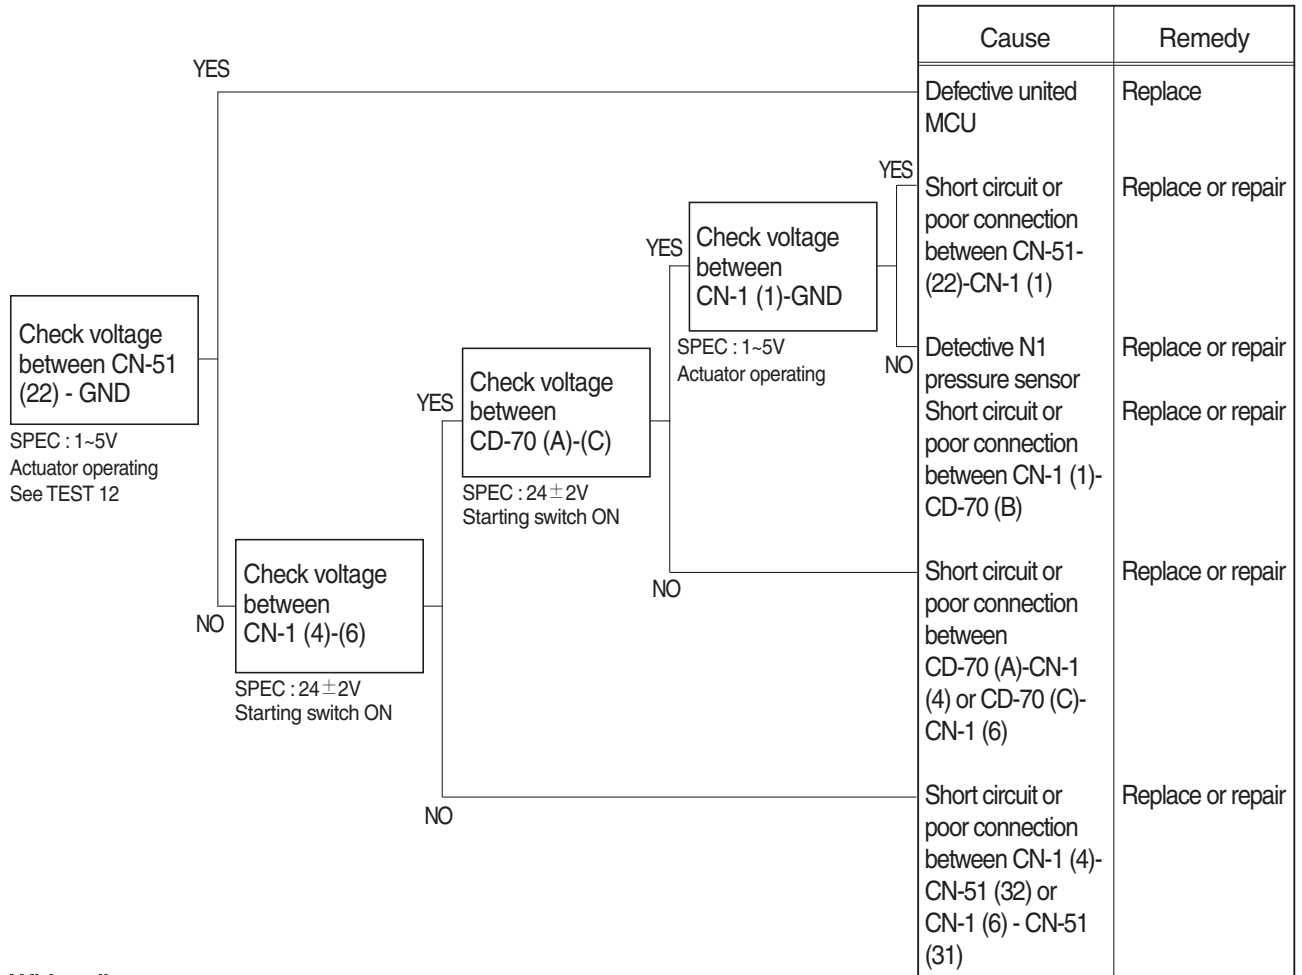 Cause
Remedy
YES
Defective united
MCU
Replace
YES
Short circuit or
poor connection
between CN-51-
(22)-CN-1 (1)
Replace or repair
YES
Check voltage
between
CN-1 (1)-GND
SPEC : 1~5V
Actuator operating
NO
Detective N1
pressure sensor
Replace or repair
Short circuit or
poor connection
between CN-1 (1)-
CD-70 (B)
Replace or repair
Check voltage
between CN-51
(22) - GND
SPEC : 1~5V
Actuator operating
See TEST 12
YES
Check voltage
between
CD-70 (A)-(C)
SPEC : 24±2V
Starting switch ON
NO
Short circuit or
poor connection
between
CD-70 (A)-CN-1
(4) or CD-70 (C)-
CN-1 (6)
Replace or repair
NO
Check voltage
between
CN-1 (4)-(6)
SPEC : 24±2V
Starting switch ON
NO
Short circuit or
poor connection
between CN-1 (4)-
CN-51 (32) or
CN-1 (6) - CN-51
(31)
Replace or repair